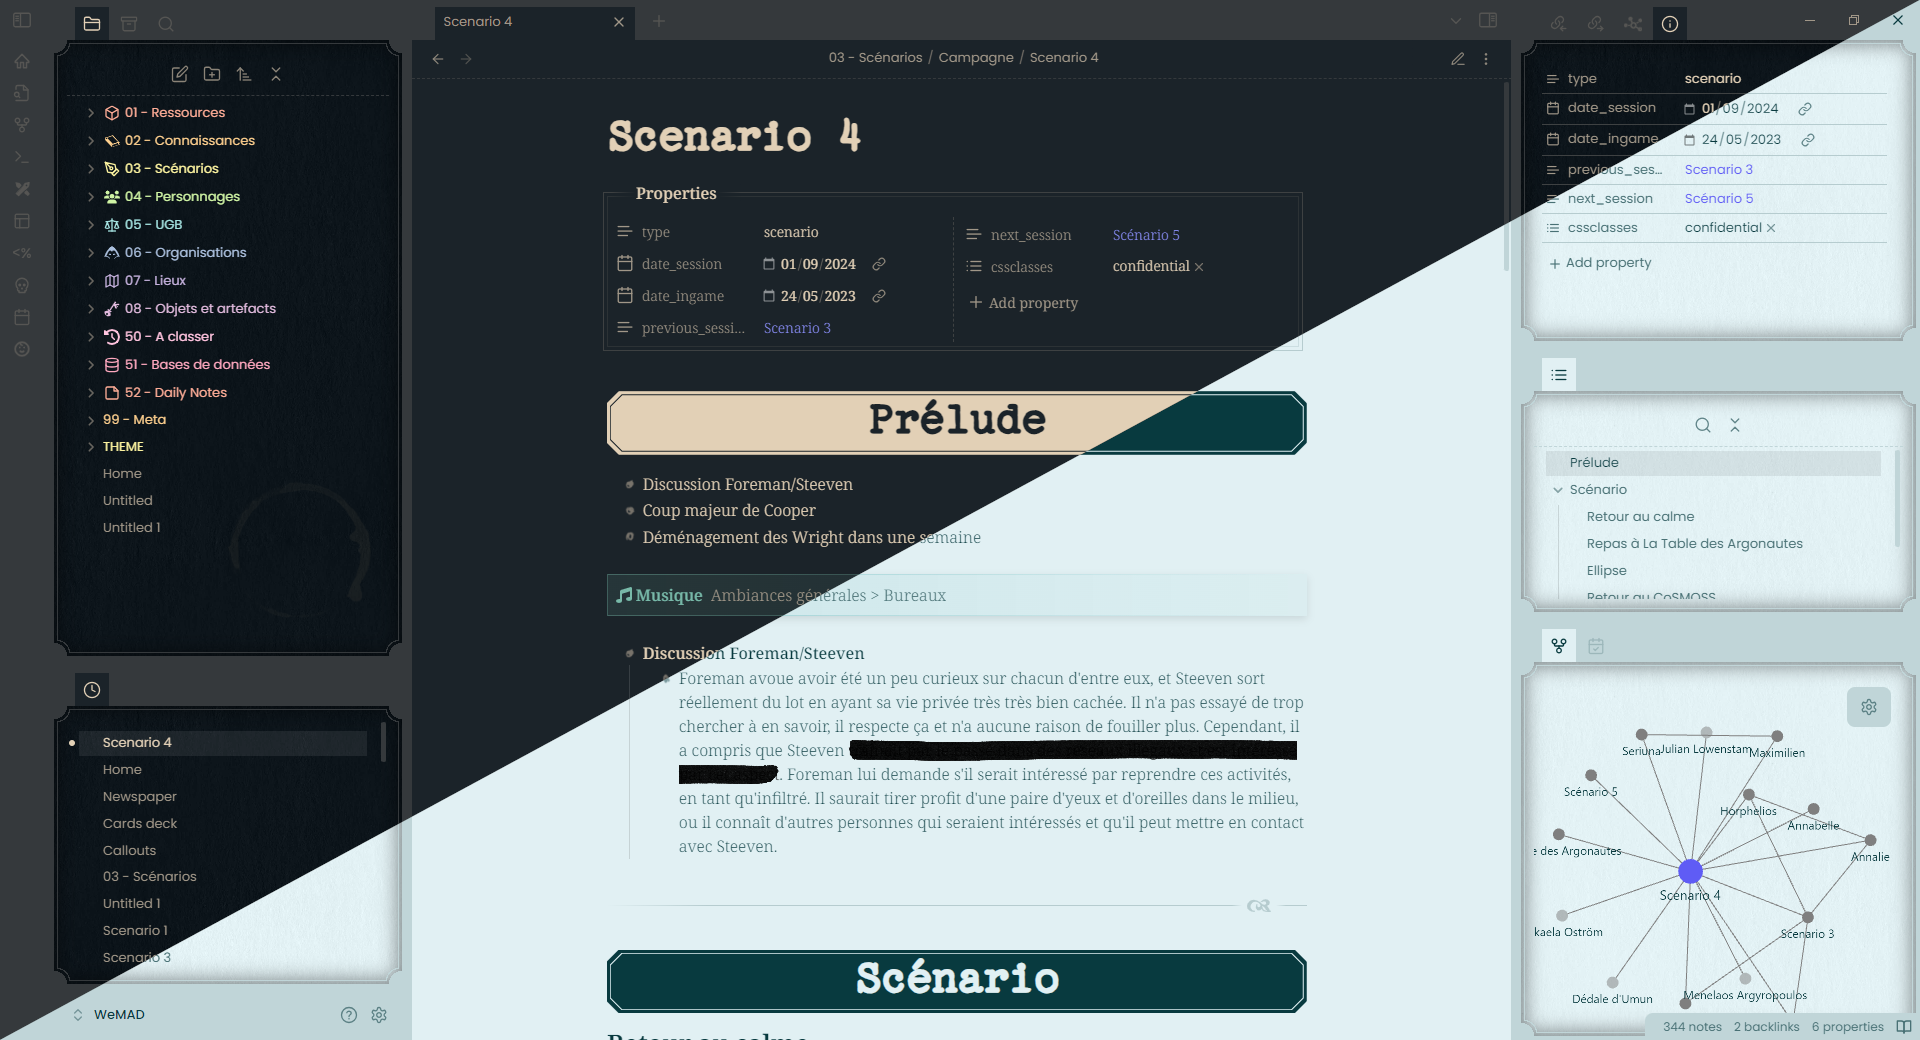 Scenario 4
03 - Scénarios / Campagne / Scenario 4
01 - Ressources
02 - Connaissances
03 - Scénarios
04 - Personnages
05 - UGB
06 - Organisations
07 - Lieux
08 - Objets et artefacts
50 - A classer
51 - Bases de données
52 - Daily Notes
99 - Meta
THEME
Home
Untitled
Untitled 1
Scenario 4
Home
Newspaper
Cards deck
Callouts
03 - Scénarios
Untitled 1
Scenario 1
Scenario 3
WeMAD
Scenario 4
Properties
type scenario
date_session 01/09/2024
date_ingame 24/05/2023
previous_sessi... Scenario 3
next_session Scénario 5
cssclasses confidential
Add property
Prélude
Discussion Foreman/Steeven
Coup majeur de Cooper
Déménagement des Wright dans une semaine
Musique Ambiances générales > Bureaux
Discussion Foreman/Steeven
Foreman avoue avoir été un peu curieux sur chacun d'entre eux, et Steeven sort
réellement du lot en ayant sa vie privée très très bien cachée. Il n'a pas essayé de trop
chercher à en savoir, il respecte ça et n'a aucune raison de fouiller plus. Cependant, il
a compris que Steeven
. Foreman lui demande s'il serait intéressé par reprendre ces activités,
en tant qu'infiltré. Il saurait tirer profit d'une paire d'yeux et d'oreilles dans le milieu,
ou il connaît d'autres personnes qui seraient intéressés et qu'il peut mettre en contact
avec Steeven.
Scénario
type scenario
date_session 01/09/2024
date_ingame 24/05/2023
previous_ses... Scenario 3
next_session Scénario 5
cssclasses confidential
Add property
Prélude
Scénario
Retour au calme
Repas à La Table des Argonautes
Ellipse
Retour au CoSMOSS
Seriuna
Julian Lowenstam
Maximilien
Scénario 5
Horphelios
Annabelle
e des Argonautes
Annalie
Scenario 4
kaela Oström
Scenario 3
Dédale d'Umun
Menelaos Argyropoulos
344 notes 2 backlinks 6 properties